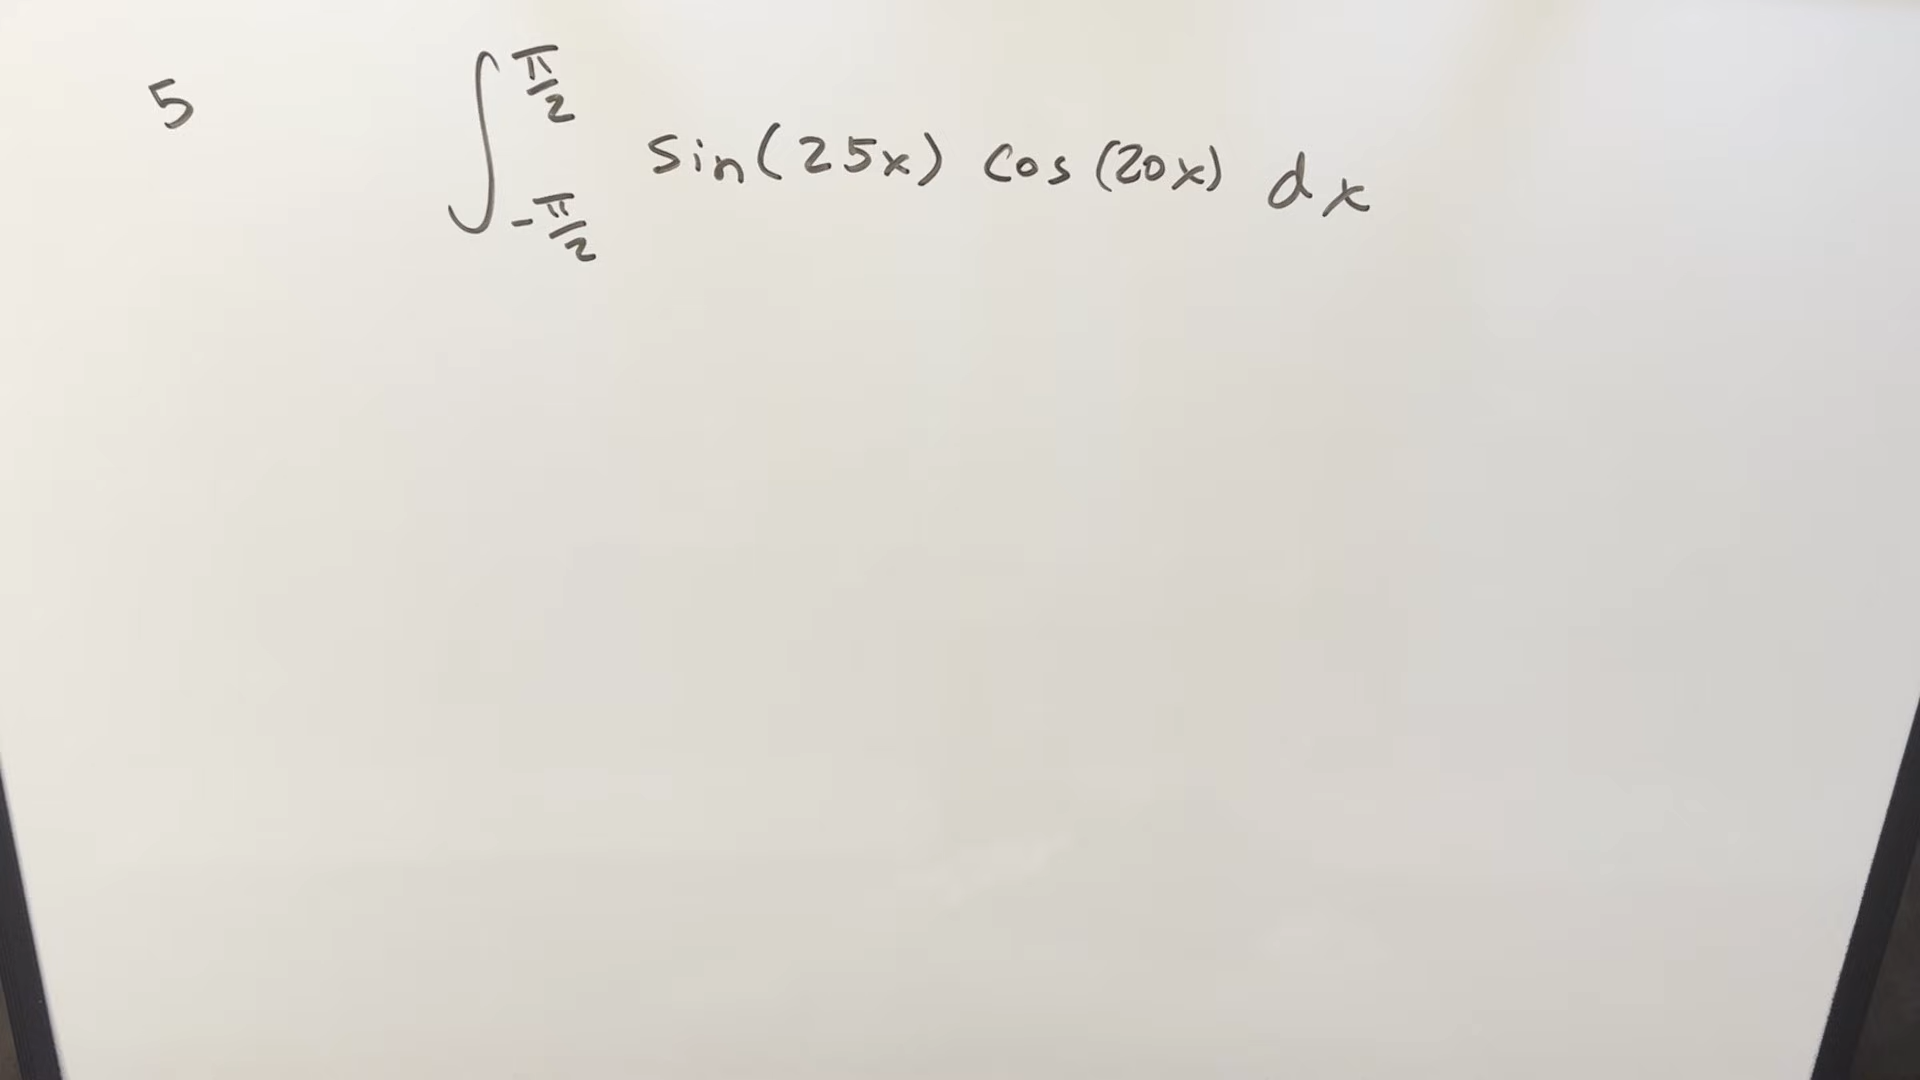 5 ∫_{-π/2}^{π/2} sin(25x) cos(20x) dx